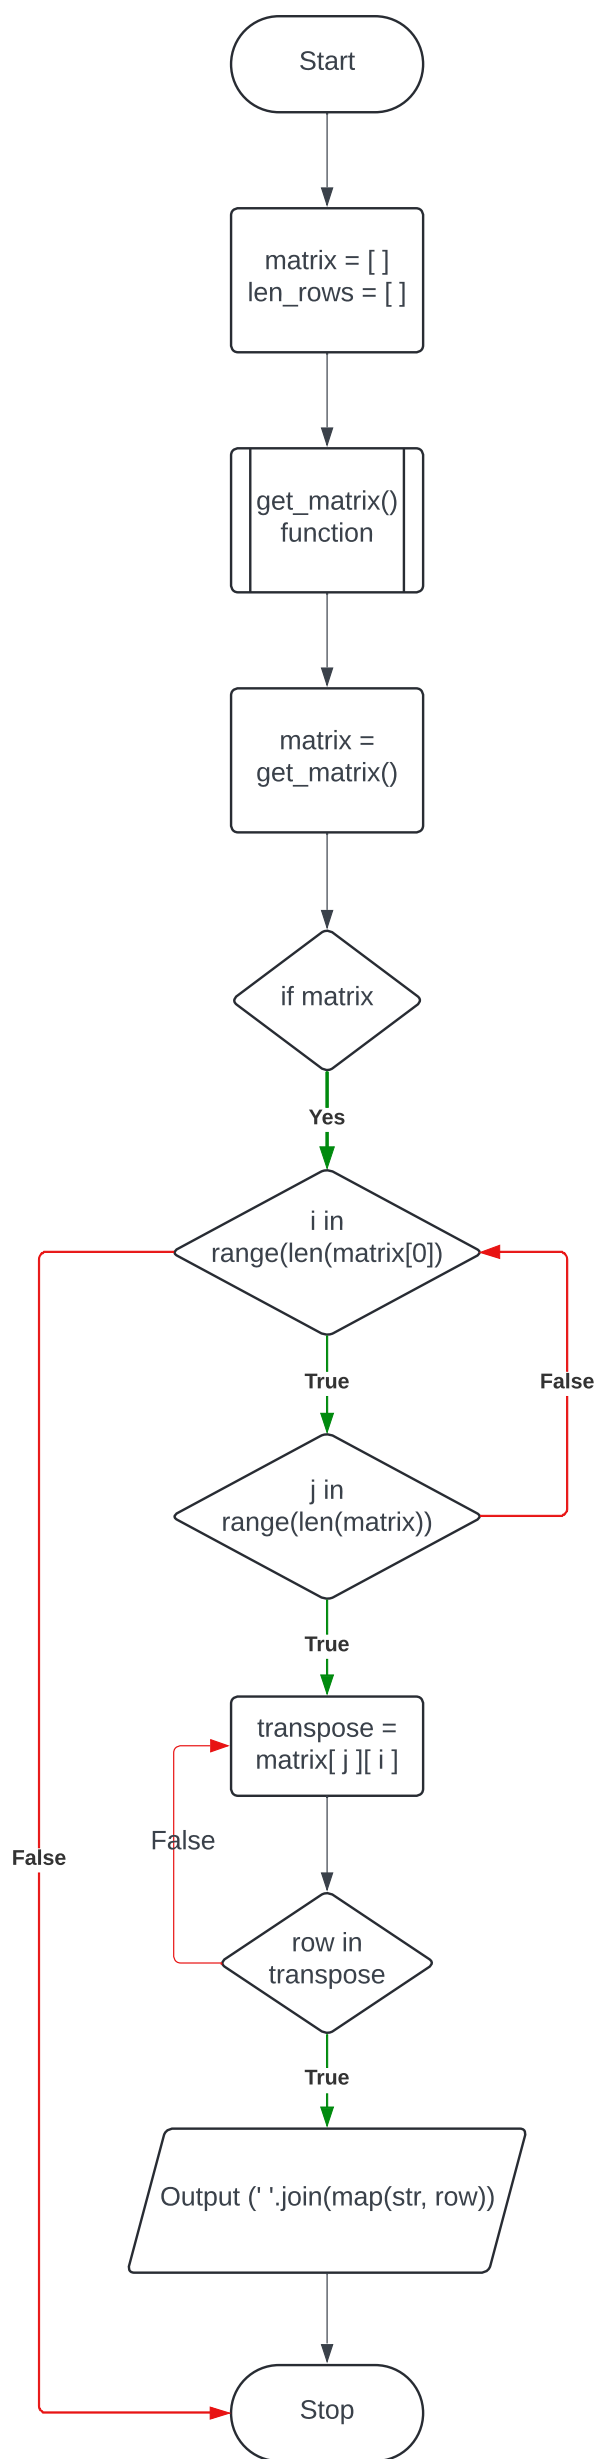 Start
matrix = [ ]
len_rows = [ ]
get_matrix()
function
matrix =
get_matrix()
if matrix
Yes
i in
range(len(matrix[0])
True
False
j in
range(len(matrix))
True
transpose =
matrix[ j ][ i ]
False
False
row in
transpose
True
Output (' '.join(map(str, row))
Stop